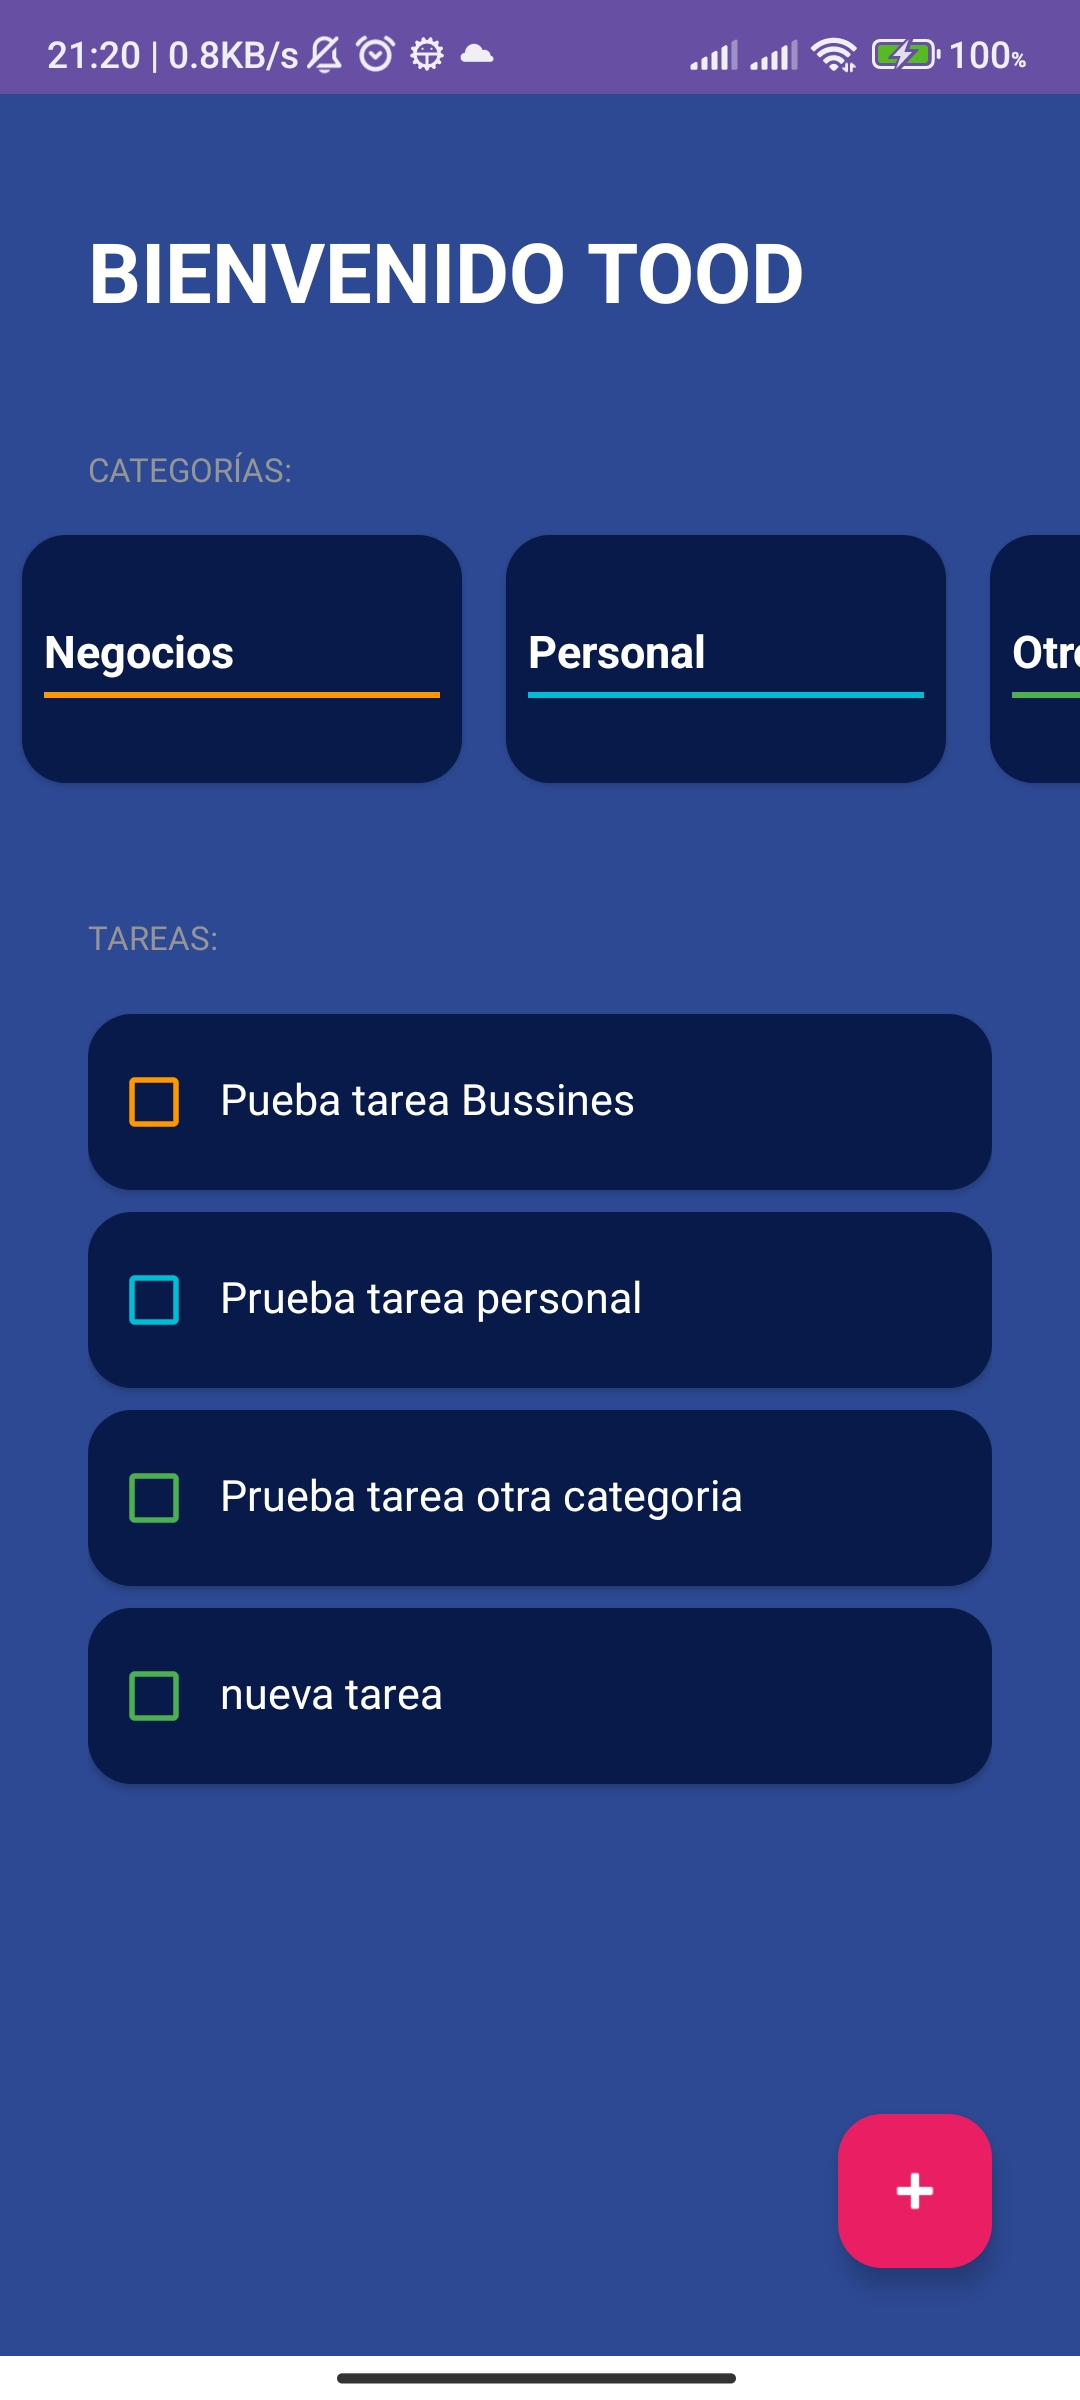 21:20 | 0.8KB/s 100%
BIENVENIDO TOOD
CATEGORÍAS:
Negocios Personal
TAREAS:
Pueba tarea Bussines
Prueba tarea personal
Prueba tarea otra categoria
nueva tarea